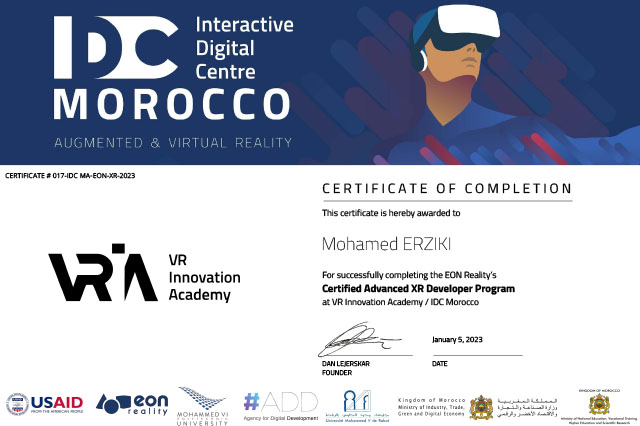 IDC Interactive
Digital
Centre
MOROCCO
AUGMENTED & VIRTUAL REALITY
CERTIFICATE # 017-IDC MA-EON-XR-2023
CERTIFICATE OF COMPLETION
This certificate is hereby awarded to
Mohamed ERZIKI
VRIA VR
Innovation
Academy
For successfully completing the EON Reality's
Certified Advanced XR Developer Program
at VR Innovation Academy / IDC Morocco
January 5, 2023
DAN LEJERSKAR
FOUNDER
DATE
USAID
FROM THE AMERICAN PEOPLE
eon
reality
MOHAMMED VI
POLYTECHNIC
UNIVERSITY
#ADD
Agency for Digital Development
Université Mohammed V de Rabat
Kingdom of Morocco
Ministry of Industry, Trade,
Green and Digital Economy
المملكة المغربية
وزارة الصناعة والتجارة
والاقتصاد الأخضر والرقمي
KINGDOM OF MOROCCO
Ministry of National Education, Vocational Training
Higher Education and Scientific Research